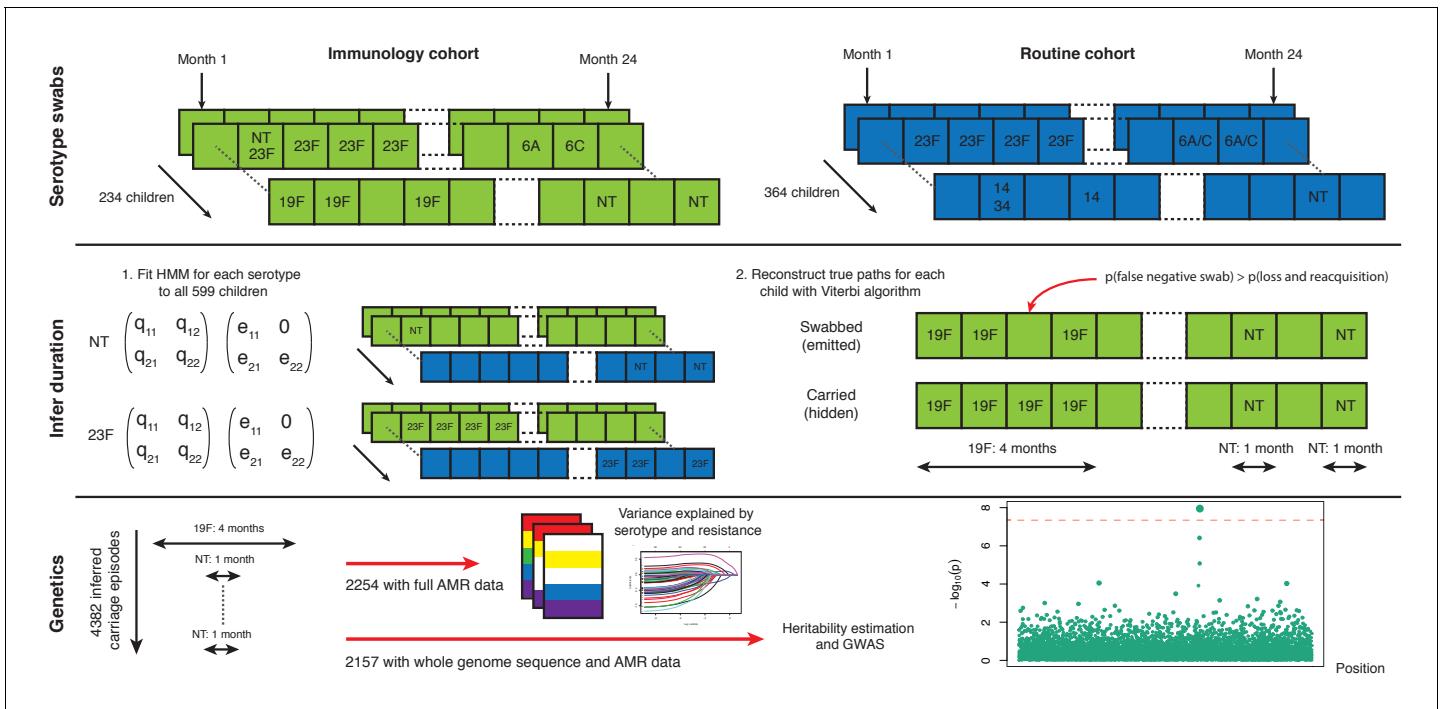 Serotype swabs
Immunology cohort
Month 1
Month 24
NT
23F
23F
23F
23F
6A
6C
234 children
19F
19F
19F
NT
NT
Routine cohort
Month 1
Month 24
23F
23F
23F
23F
6A/C
6A/C
364 children
14
34
14
NT
Infer duration
1. Fit HMM for each serotype
to all 599 children
NT
q11 q12
q21 q22
e11 0
e21 e22
NT
NT
NT
23F
q11 q12
q21 q22
e11 0
e21 e22
23F
23F
23F
23F
23F
23F
23F
2. Reconstruct true paths for each
child with Viterbi algorithm
p(false negative swab) > p(loss and reacquisition)
Swabbed
(emitted)
19F
19F
19F
NT
NT
Carried
(hidden)
19F
19F
19F
19F
NT
NT
19F: 4 months
NT: 1 month
NT: 1 month
Genetics
4382 inferred
carriage episodes
19F: 4 months
NT: 1 month
NT: 1 month
2254 with full AMR data
Variance explained by
serotype and resistance
2157 with whole genome sequence and AMR data
Heritability estimation
and GWAS
− log10(p)
8
6
4
2
0
Position